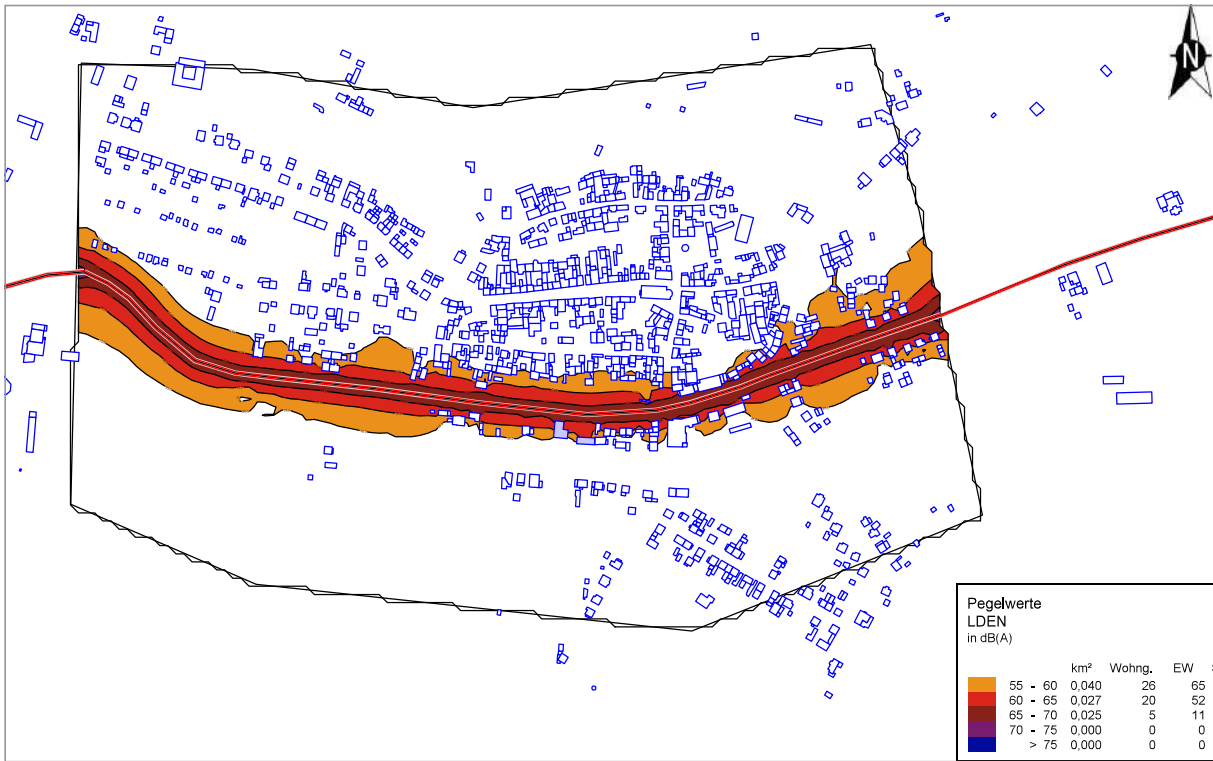 N
Pegelwerte
LDEN
in dB(A)
km² Wohng. EW
55 - 60 0,040 26 65
60 - 65 0,027 20 52
65 - 70 0,025 5 11
70 - 75 0,000 0 0
> 75 0,000 0 0